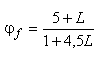 φ_f = (5 + L) / (1 + 4,5L)